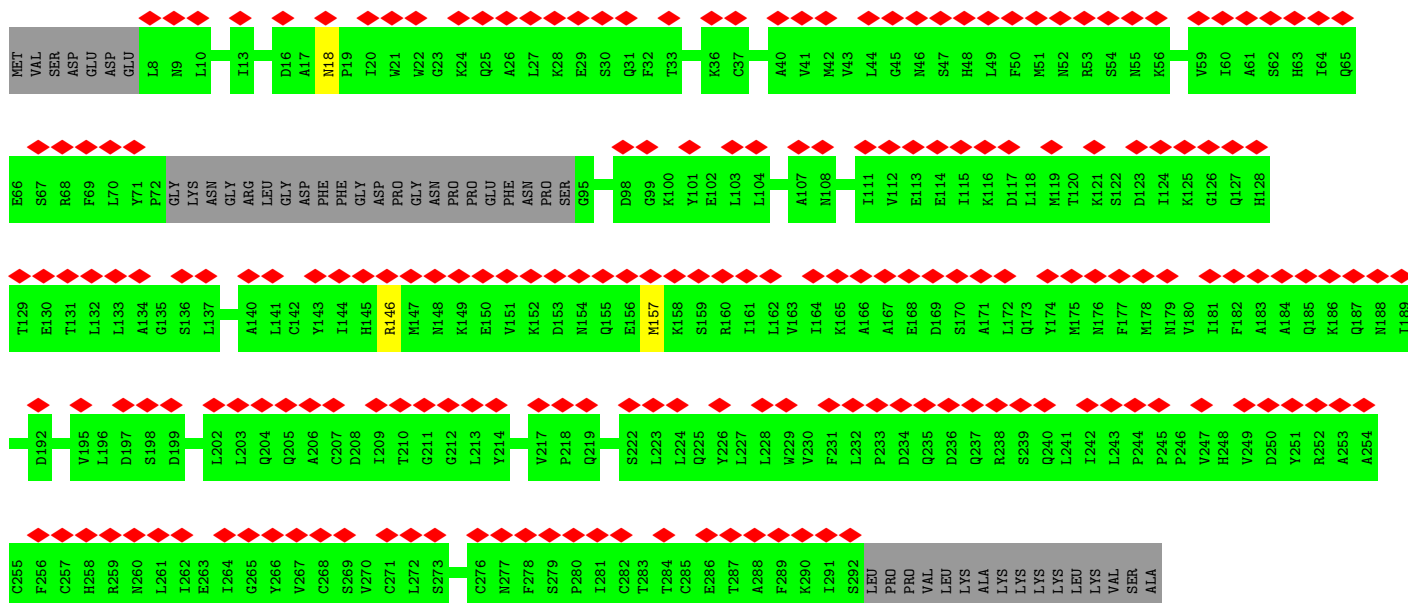 MET VAL SER ASP GLU ASP GLU L8 N9 L10 I13 D16 A17 N18 P19 I20 W21 W22 G23 K24 Q25 A26 L27 K28 E29 S30 Q31 F32 T33 K36 C37 A40 V41 M42 V43 L44 G45 N46 S47 H48 L49 F50 M51 N52 R53 S54 N55 K56 V59 I60 A61 S62 H63 I64 Q65
E66 S67 R68 F69 L70 Y71 P72 GLY LYS ASN GLY ARG LEU GLY ASP PHE PHE GLY ASP PRO GLY ASN PRO PRO GLU PHE ASN PRO SER G95 D98 G99 K100 Y101 E102 L103 L104 A107 N108 I111 V112 E113 E114 I115 K116 D117 L118 M119 T120 K121 S122 D123 I124 K125 G126 Q127 H128
T129 E130 T131 L132 L133 A134 G135 S136 L137 A140 L141 C142 Y143 I144 H145 R146 M147 N148 K149 E150 V151 K152 D153 N154 Q155 E156 M157 K158 S159 R160 I161 L162 V163 I164 K165 A166 A167 E168 D169 S170 A171 L172 Q173 Y174 M175 N176 F177 M178 N179 V180 I181 F182 A183 A184 Q185 K186 Q187 N188 I189
D192 V195 L196 D197 S198 D199 L202 L203 Q204 Q205 A206 C207 D208 I209 T210 G211 G212 L213 Y214 V217 P218 Q219 S222 L223 L224 Q225 Y226 L227 L228 W229 V230 F231 L232 P233 D234 Q235 D236 Q237 R238 S239 Q240 L241 I242 L243 P244 P245 P246 V247 H248 V249 D250 Y251 R252 A253 A254
C255 F256 C257 H258 R259 N260 L261 I262 E263 I264 G265 Y266 V267 C268 S269 V270 C271 L272 S273 C276 N277 F278 S279 P280 I281 C282 T283 T284 C285 E286 T287 A288 F289 K290 I291 S292 LEU PRO PRO VAL LEU LYS ALA LYS LYS LYS LYS LEU LYS VAL SER ALA